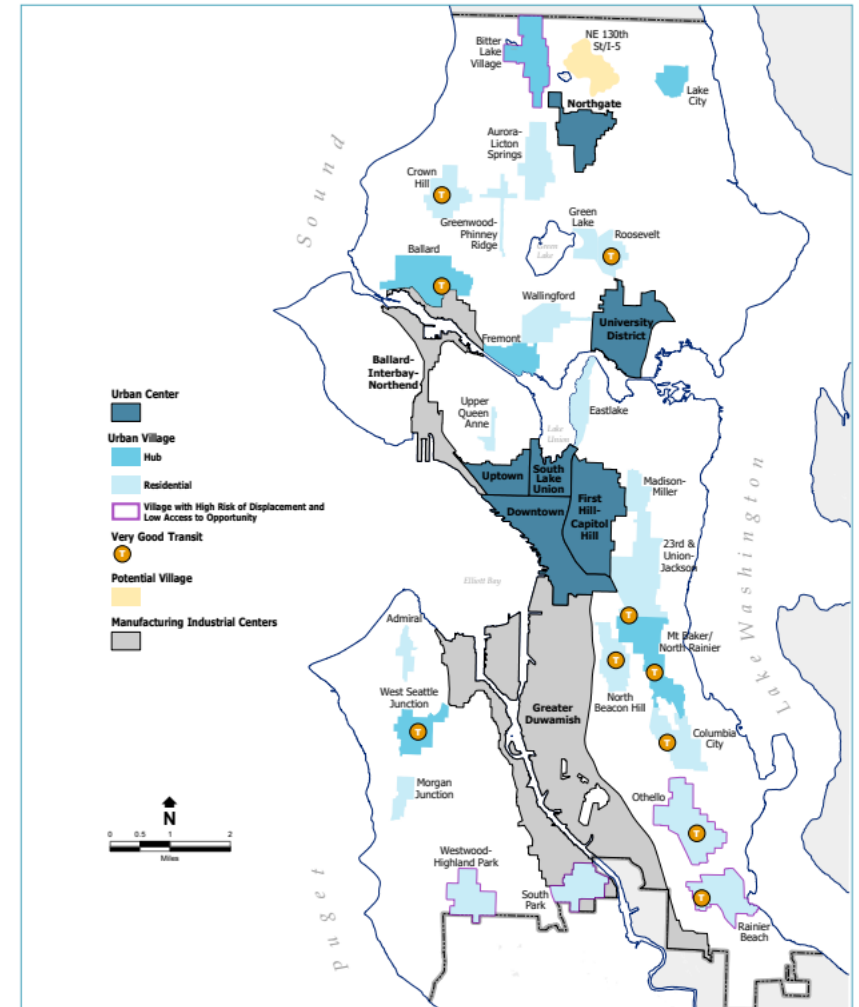 Bitter
Lake
Village
NE 130th
St/I-5
Lake
City
Northgate
Aurora-
Licton
Springs
Crown
Hill
T
Greenwood-
Phinney
Ridge
Green
Lake
Roosevelt
T
Green
Lake
Sound
Ballard
T
Wallingford
University
District
Fremont
Ballard-
Interbay-
Northend
Upper
Queen
Anne
Eastlake
Lake
Union
Urban Center
Urban Village
Hub
Residential
Village with High Risk of Displacement and
Low Access to Opportunity
Very Good Transit
T
Potential Village
Manufacturing Industrial Centers
Uptown
South
Lake
Union
Downtown
First
Hill-
Capitol
Hill
Madison-
Miller
23rd &
Union-
Jackson
Lake Washington
Elliott Bay
T
Mt Baker/
North Rainier
T
T
North
Beacon Hill
Admiral
West Seattle
Junction
T
Greater
Duwamish
Columbia
City
T
Morgan
Junction
Othello
T
N
0 0.5 1 2
Miles
Westwood-
Highland Park
South
Park
T
Rainier
Beach
Puget